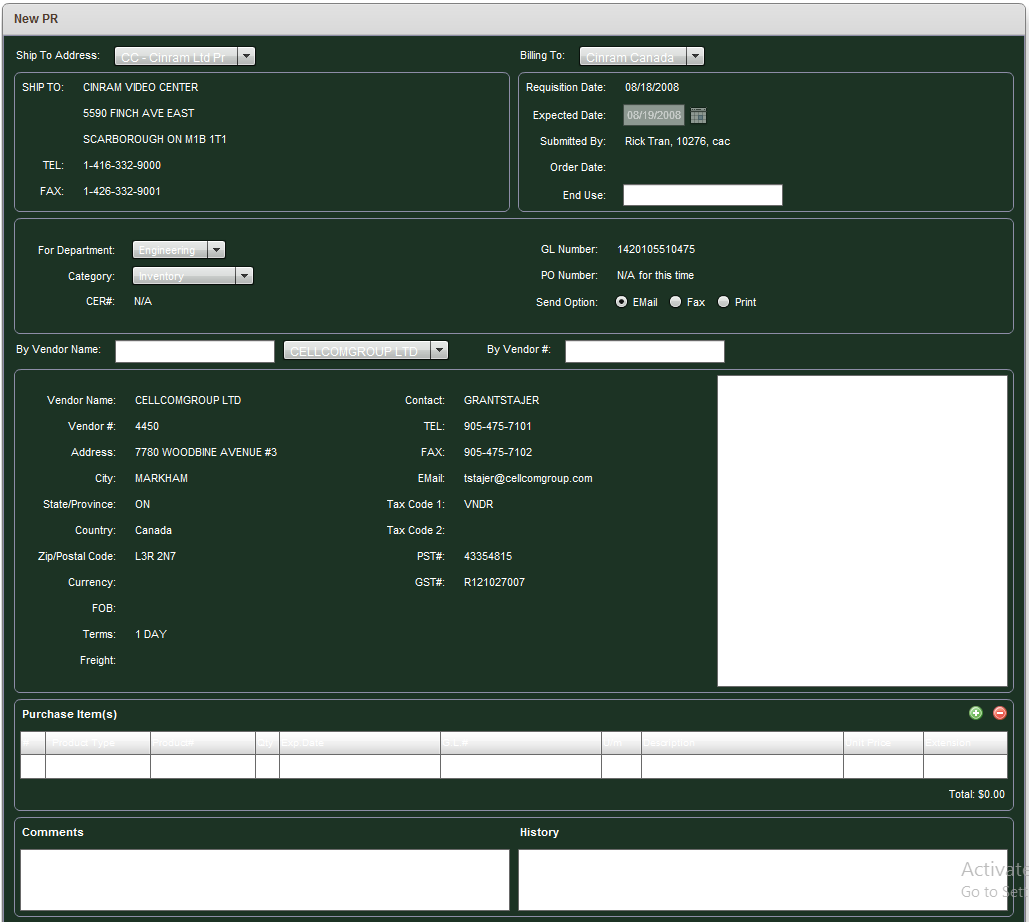 New PR
Ship To Address: CC - Cinram Ltd Pr Billing To: Cinram Canada
SHIP TO: CINRAM VIDEO CENTER
5590 FINCH AVE EAST
SCARBOROUGH ON M1B 1T1
TEL: 1-416-332-9000
FAX: 1-426-332-9001
Requisition Date: 08/18/2008
Expected Date: 08/19/2008
Submitted By: Rick Tran, 10276, cac
Order Date:
End Use:
For Department: Engineering
Category: Inventory
CER#: N/A
GL Number: 1420105510475
PO Number: N/A for this time
Send Option: EMail Fax Print
By Vendor Name: CELLCOMGROUP LTD By Vendor #:
Vendor Name: CELLCOMGROUP LTD
Vendor #: 4450
Address: 7780 WOODBINE AVENUE #3
City: MARKHAM
State/Province: ON
Country: Canada
Zip/Postal Code: L3R 2N7
Currency:
FOB:
Terms: 1 DAY
Freight:
Contact: GRANTSTAJER
TEL: 905-475-7101
FAX: 905-475-7102
EMail: tstajer@cellcomgroup.com
Tax Code 1: VNDR
Tax Code 2:
PST#: 43354815
GST#: R121027007
Purchase Item(s)
# Product# Qty Exp.Date G.L.# Description Unit Price Extension
Total: $0.00
Comments History
Activate
Go to Set